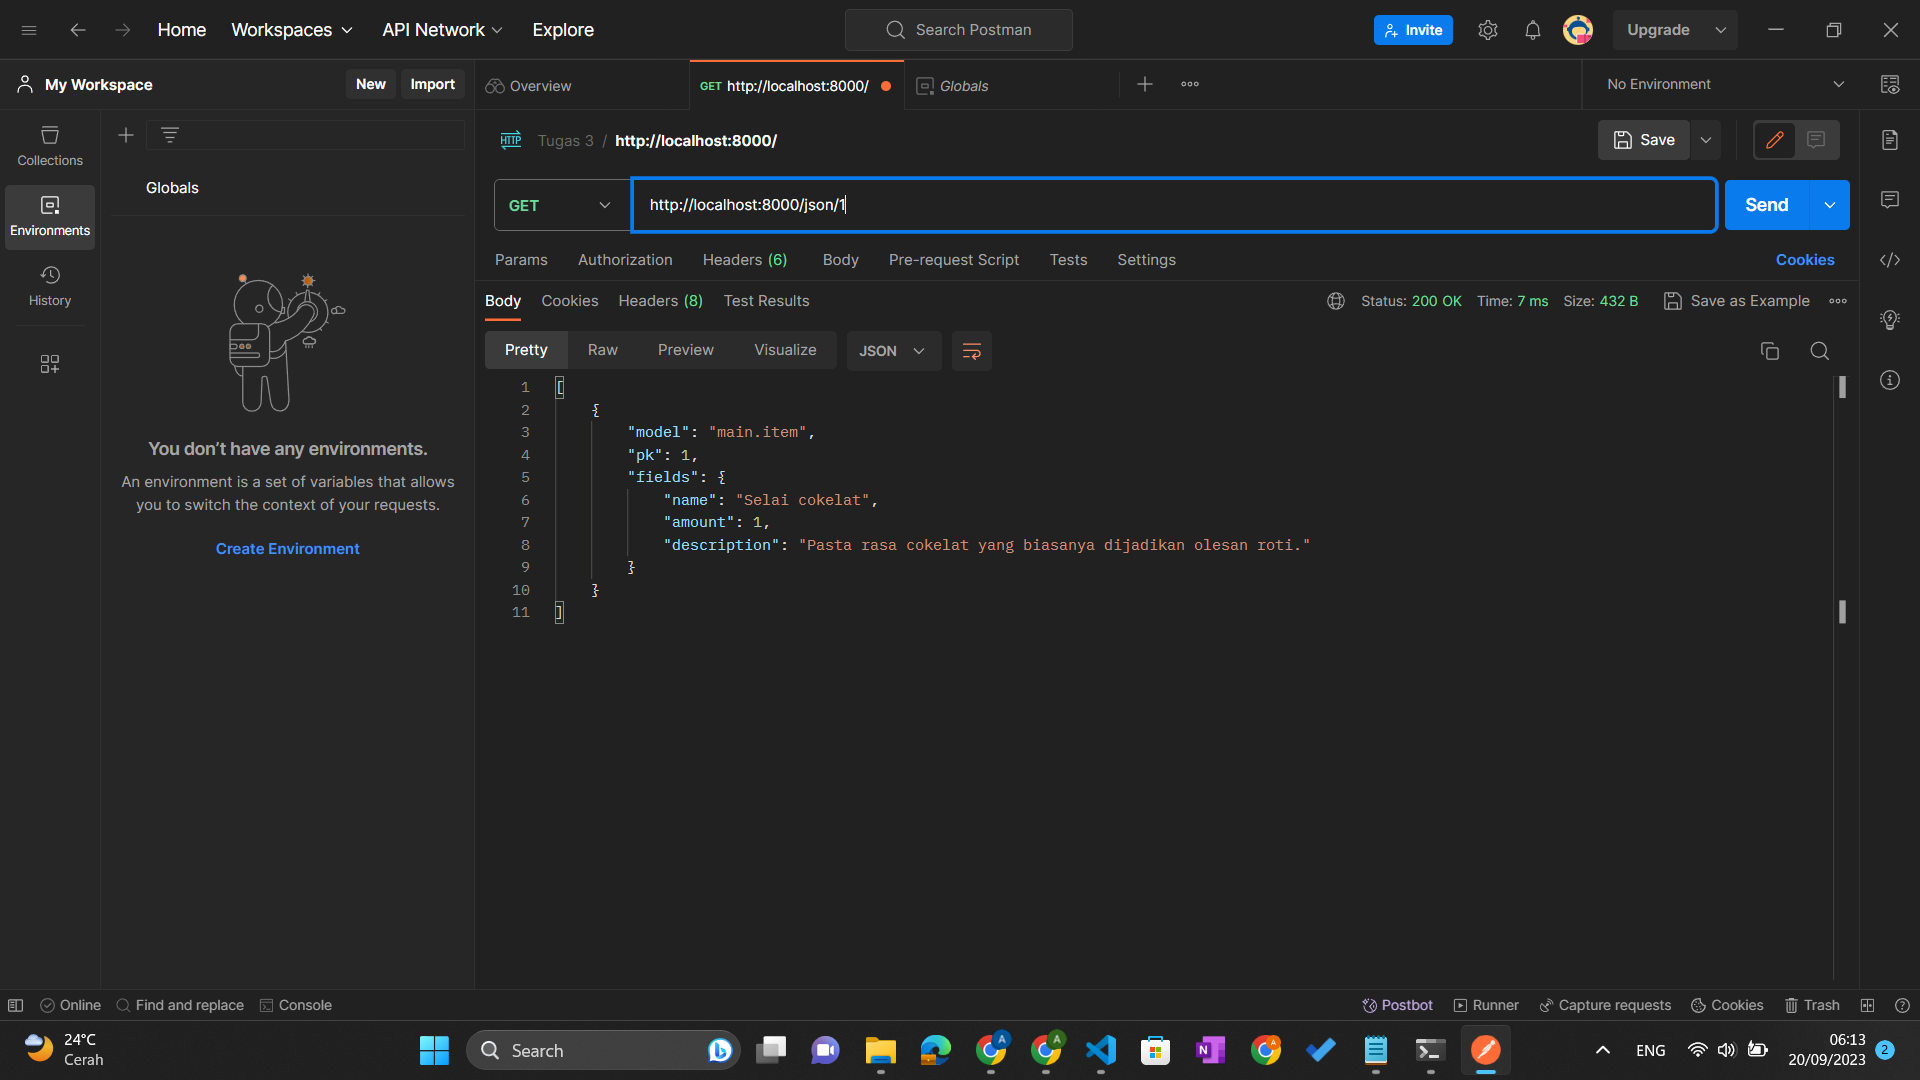 Home Workspaces API Network Explore Search Postman Invite Upgrade
My Workspace New Import Overview GET http://localhost:8000/ Globals No Environment
Collections
Environments
History
Globals
You don’t have any environments.
An environment is a set of variables that allows
you to switch the context of your requests.
Create Environment
HTTP Tugas 3 / http://localhost:8000/ Save
GET http://localhost:8000/json/1 Send
Params Authorization Headers (6) Body Pre-request Script Tests Settings Cookies
Body Cookies Headers (8) Test Results Status: 200 OK Time: 7 ms Size: 432 B Save as Example
Pretty Raw Preview Visualize JSON
1 [
2 {
3 "model": "main.item",
4 "pk": 1,
5 "fields": {
6 "name": "Selai cokelat",
7 "amount": 1,
8 "description": "Pasta rasa cokelat yang biasanya dijadikan olesan roti."
9 }
10 }
11 ]
Online Find and replace Console Postbot Runner Capture requests Cookies Trash
24°C
Cerah
Search
A
A
N
A
ENG
06:13
20/09/2023
2